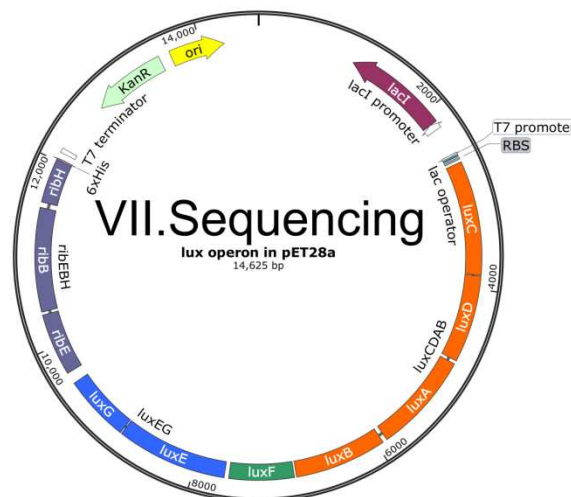 14,000
ori
KanR
lacI
lacI promoter
2000
T7 terminator
6xHis
12,000
T7 promoter
RBS
lac operator
ribH
luxC
VII.Sequencing
lux operon in pET28a
14,625 bp
ribB
ribEBH
4000
luxD
ribE
luxCDAB
10,000
luxA
luxG
luxEG
luxE
luxF
luxB
6000
8000